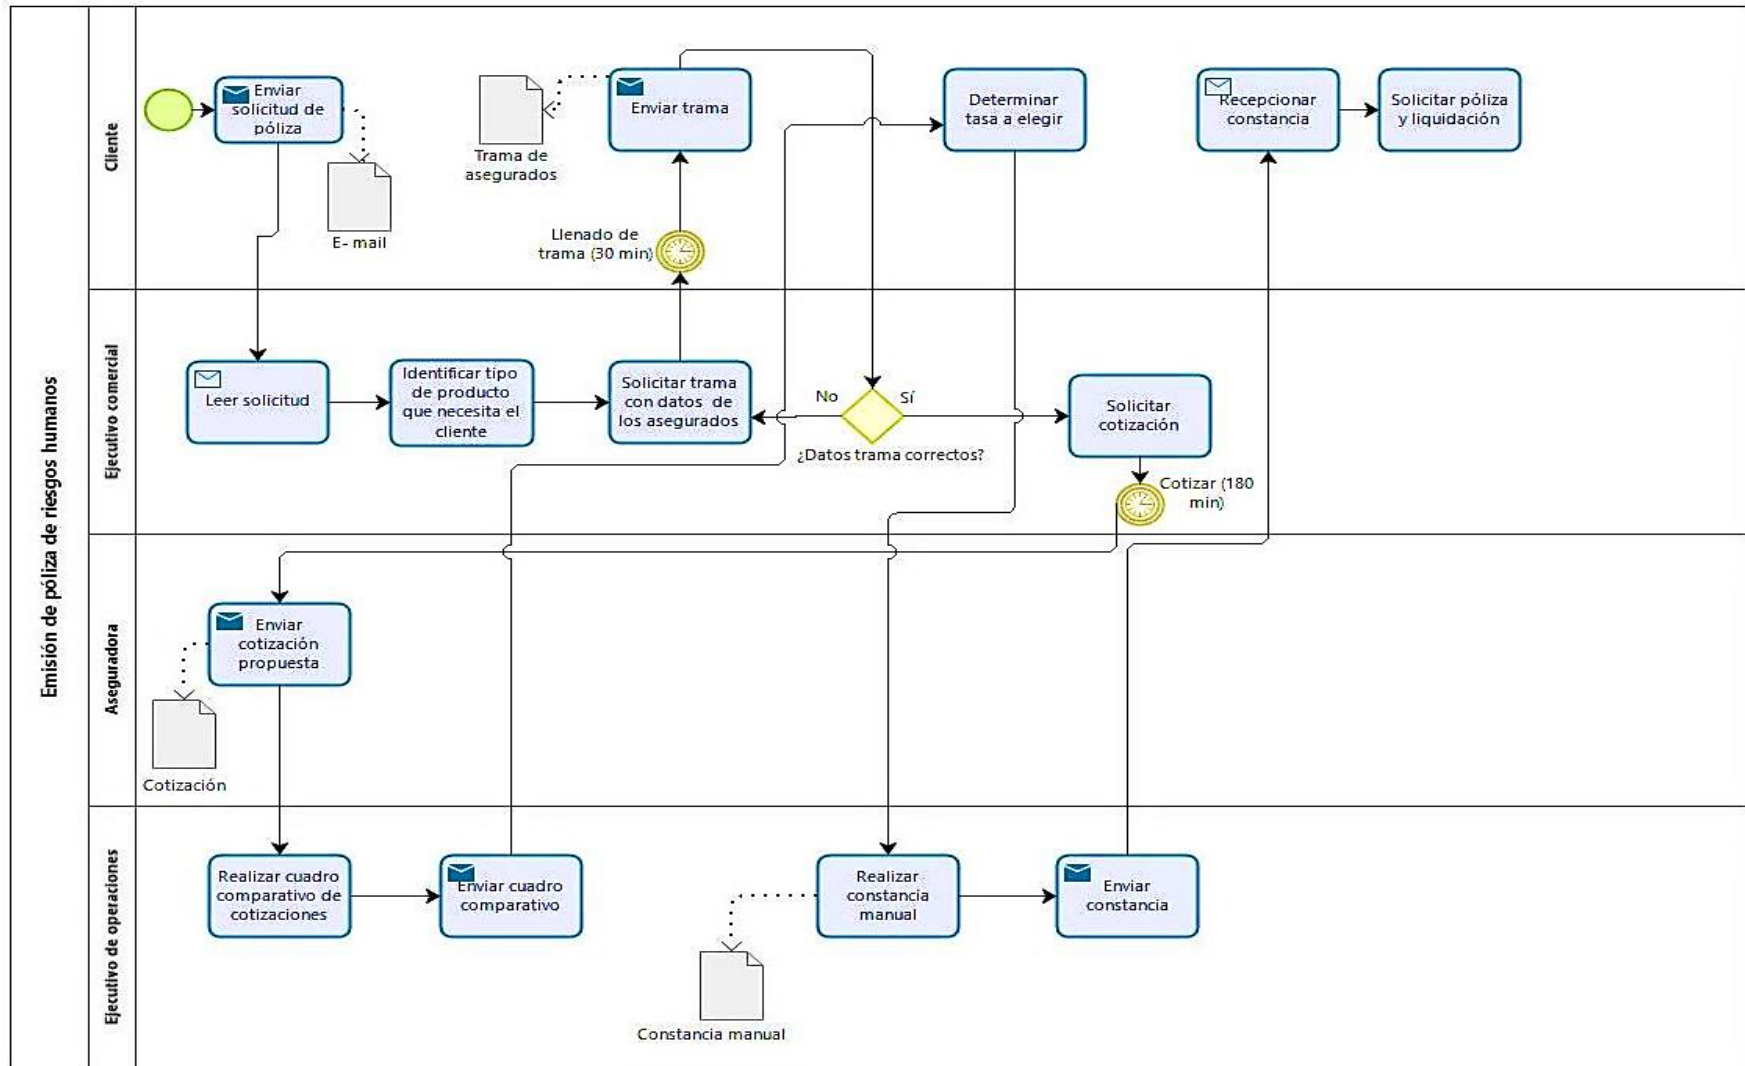 Emisión de póliza de riesgos humanos
Cliente
Enviar
solicitud de
póliza
E- mail
Trama de
asegurados
Enviar trama
Llenado de
trama (30 min)
Determinar
tasa a elegir
Recepcionar
constancia
Solicitar póliza
y liquidación
Ejecutivo comercial
Leer solicitud
Identificar tipo
de producto
que necesita el
cliente
Solicitar trama
con datos de
los asegurados
No
Sí
¿Datos trama correctos?
Solicitar
cotización
Cotizar (180
min)
Aseguradora
Enviar
cotización
propuesta
Cotización
Ejecutivo de operaciones
Realizar cuadro
comparativo de
cotizaciones
Enviar cuadro
comparativo
Realizar
constancia
manual
Constancia manual
Enviar
constancia